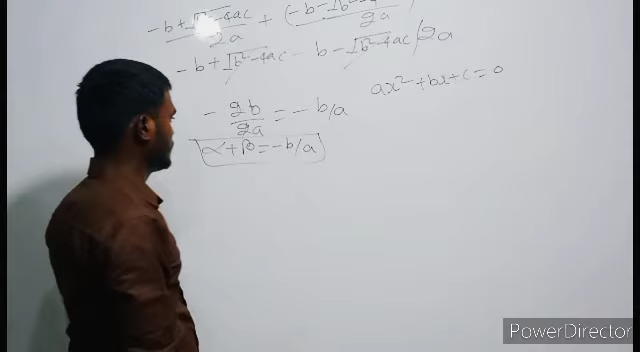 -b+√b²-4ac/2a + (-b-√b²-4ac/2a)
-b+√b²-4ac - b-√b²-4ac/2a
ax²+bx+c=0
-2b/2a = -b/a
α+β=-b/a
PowerDirector